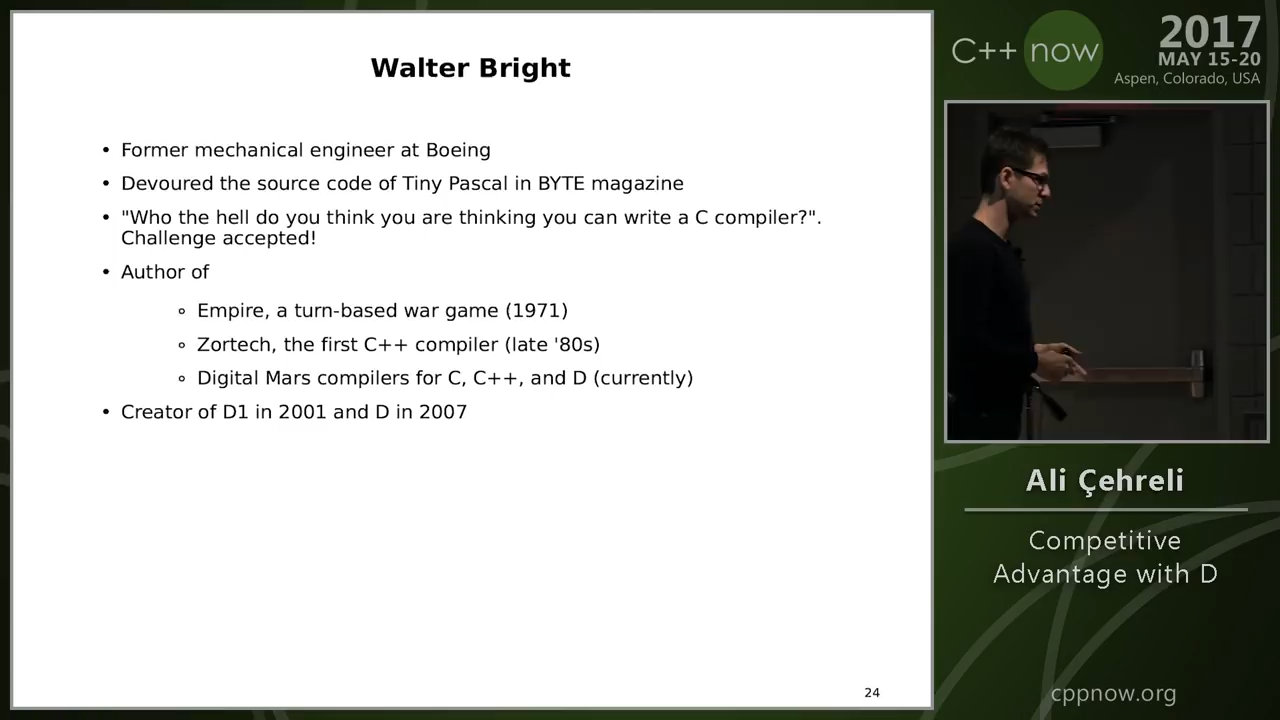 Walter Bright
• Former mechanical engineer at Boeing
• Devoured the source code of Tiny Pascal in BYTE magazine
• "Who the hell do you think you are thinking you can write a C compiler?".
Challenge accepted!
• Author of
◦ Empire, a turn-based war game (1971)
◦ Zortech, the first C++ compiler (late '80s)
◦ Digital Mars compilers for C, C++, and D (currently)
• Creator of D1 in 2001 and D in 2007
24
C++ now
2017
MAY 15-20
Aspen, Colorado, USA
Ali Çehreli
Competitive
Advantage with D
cppnow.org